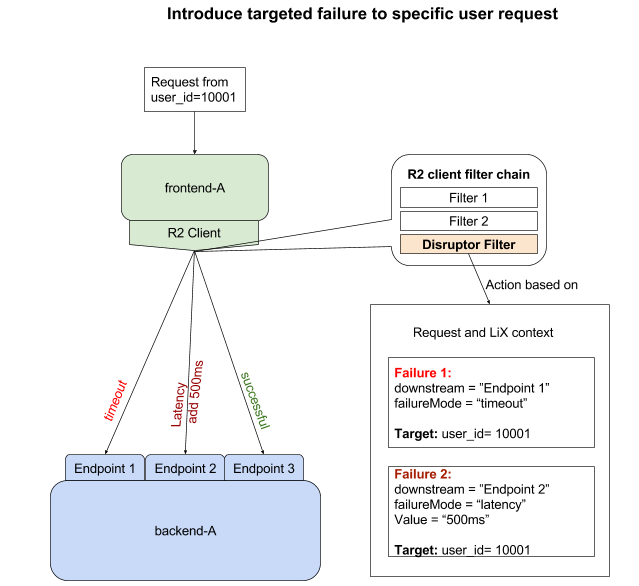 Introduce targeted failure to specific user request
Request from
user_id=10001
frontend-A
R2 Client
R2 client filter chain
Filter 1
Filter 2
Disruptor Filter
Action based on
Request and LiX context
Failure 1:
downstream = ”Endpoint 1”
failureMode = “timeout”
Target: user_id= 10001
Failure 2:
downstream = ”Endpoint 2”
failureMode = “latency”
Value = “500ms”
Target: user_id= 10001
timeout
Latency
add 500ms
successful
Endpoint 1
Endpoint 2
Endpoint 3
backend-A